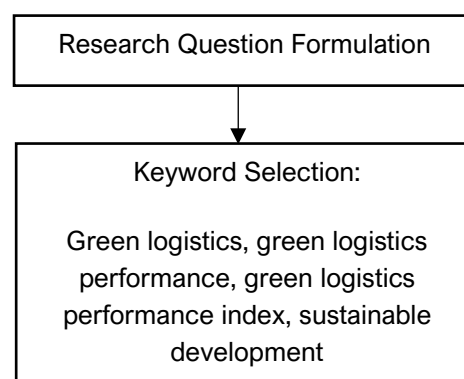 Research Question Formulation
Keyword Selection:
Green logistics, green logistics
performance, green logistics
performance index, sustainable
development